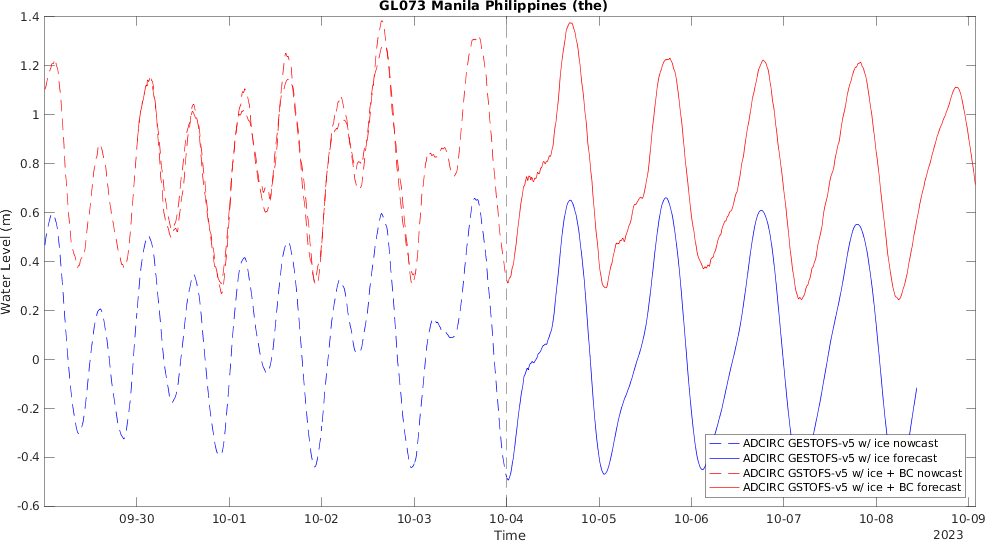 GL073 Manila Philippines (the)
1.4
1.2
1
0.8
0.6
0.4
0.2
0
-0.2
-0.4
-0.6
Water Level (m)
ADCIRC GESTOFS-v5 w/ ice nowcast
ADCIRC GESTOFS-v5 w/ ice forecast
ADCIRC GSTOFS-v5 w/ ice + BC nowcast
ADCIRC GSTOFS-v5 w/ ice + BC forecast
09-30 10-01 10-02 10-03 10-04 10-05 10-06 10-07 10-08 10-09
Time
2023